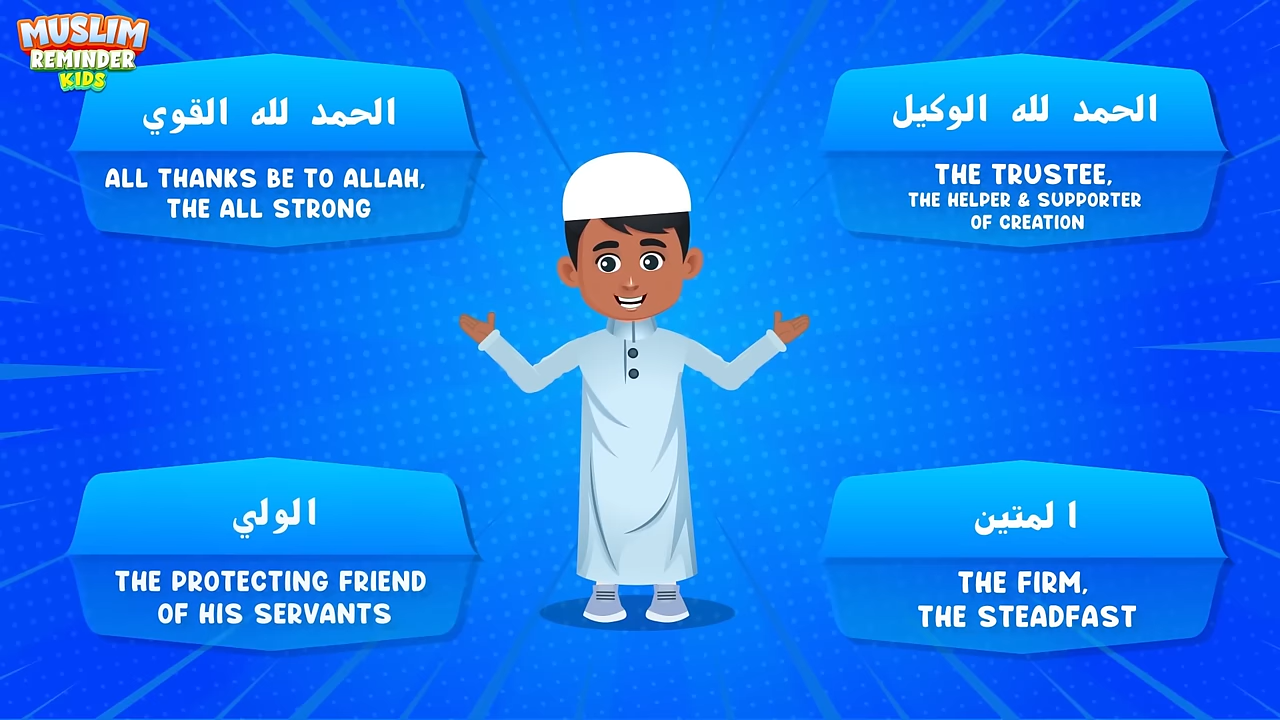 MUSLIM
REMINDER
KIDS
الحمد لله القوي
ALL THANKS BE TO ALLAH,
THE ALL STRONG
الحمد لله الوكيل
THE TRUSTEE,
THE HELPER & SUPPORTER
OF CREATION
الولي
THE PROTECTING FRIEND
OF HIS SERVANTS
المتين
THE FIRM,
THE STEADFAST